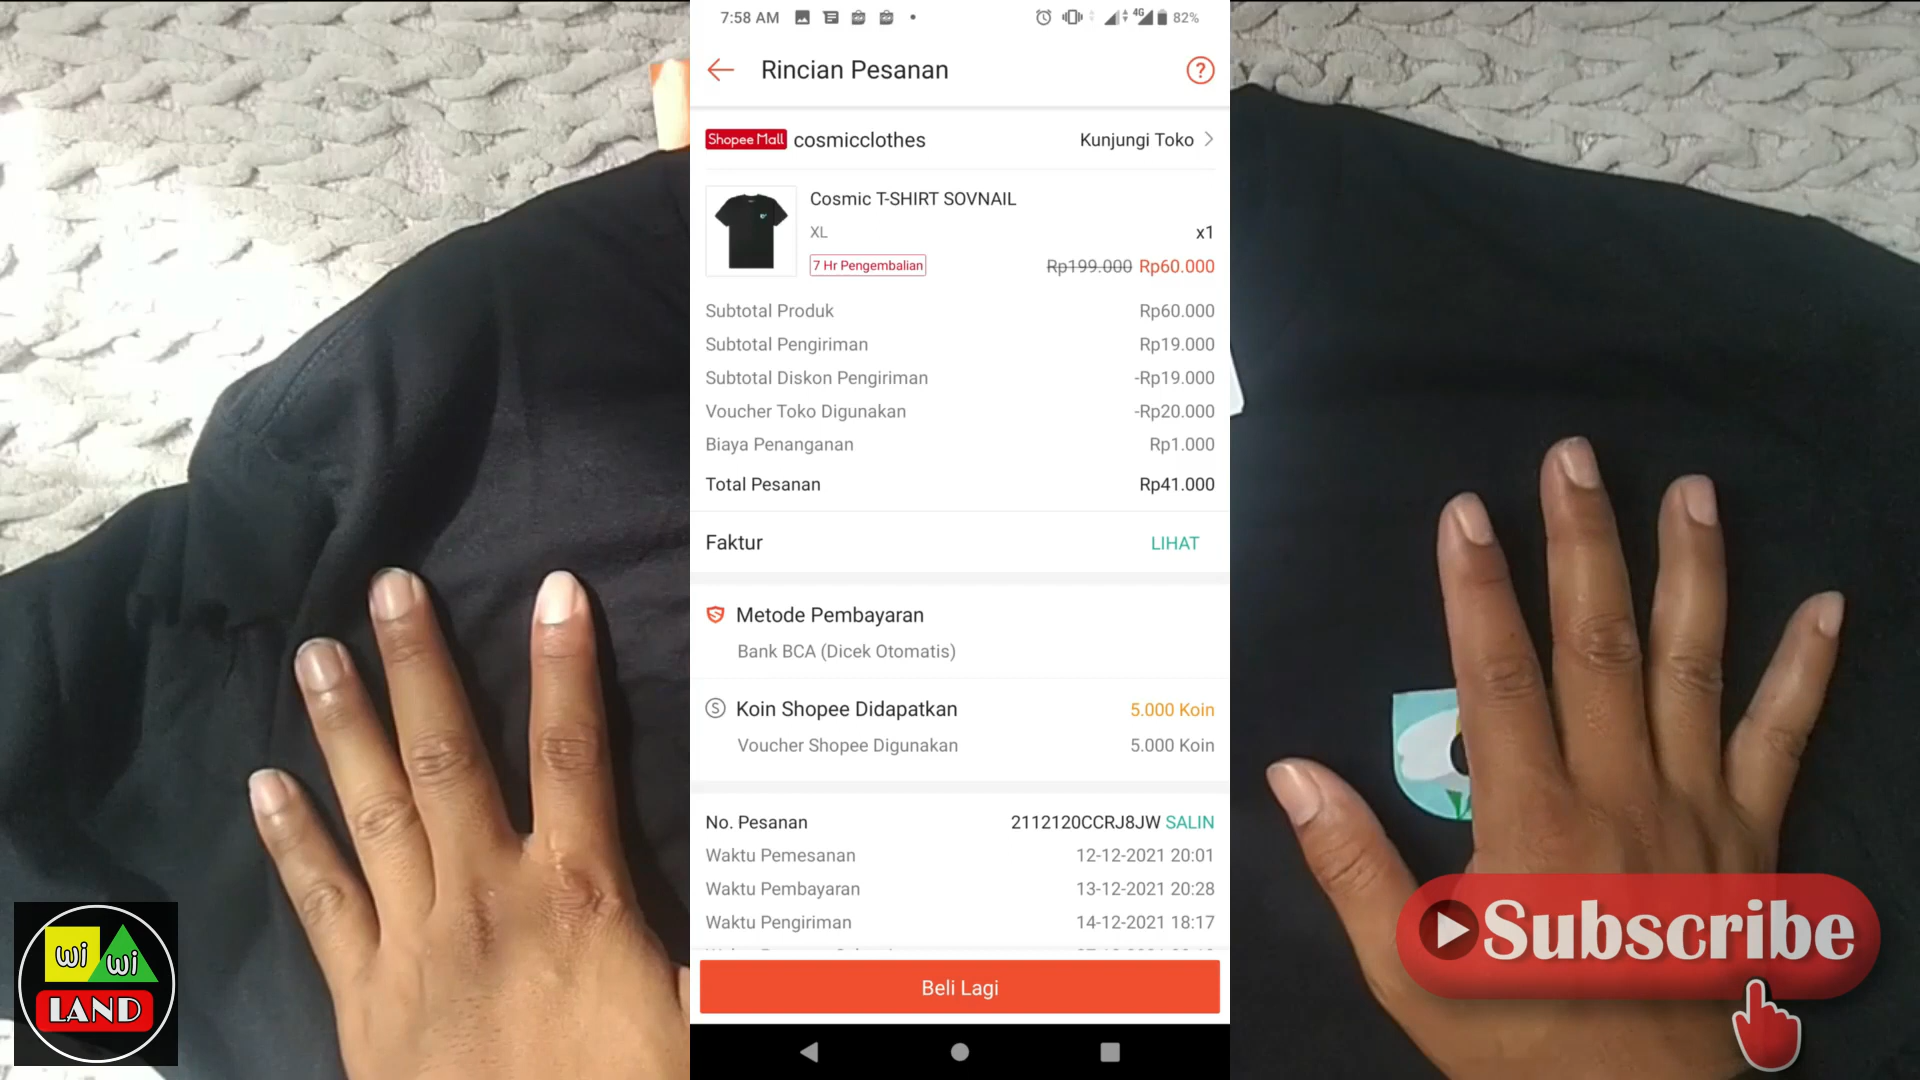 7:58 AM
4G
82%
Rincian Pesanan
?
Shopee Mall cosmicclothes Kunjungi Toko
Cosmic T-SHIRT SOVNAIL
XL x1
7 Hr Pengembalian Rp199.000 Rp60.000
Subtotal Produk Rp60.000
Subtotal Pengiriman Rp19.000
Subtotal Diskon Pengiriman -Rp19.000
Voucher Toko Digunakan -Rp20.000
Biaya Penanganan Rp1.000
Total Pesanan Rp41.000
Faktur LIHAT
Metode Pembayaran
Bank BCA (Dicek Otomatis)
Koin Shopee Didapatkan 5.000 Koin
Voucher Shopee Digunakan 5.000 Koin
No. Pesanan 2112120CCRJ8JW SALIN
Waktu Pemesanan 12-12-2021 20:01
Waktu Pembayaran 13-12-2021 20:28
Waktu Pengiriman 14-12-2021 18:17
Beli Lagi
wi wi
LAND
Subscribe